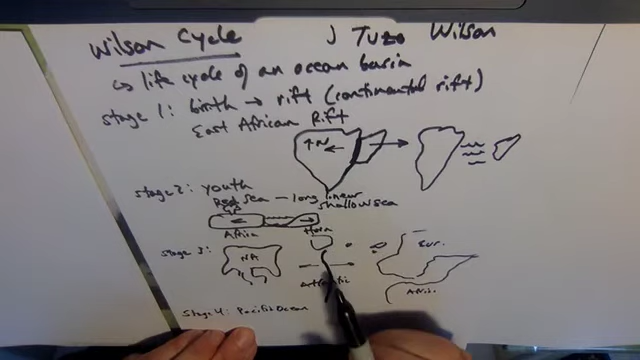 Wilson Cycle J Tuzo Wilson
↳ life cycle of an ocean basin
stage 1: birth → rift (continental rift)
East African Rift
↑N
stage 2: youth
Red Sea - long linear
shallow sea
Africa Horn
stage 3:
NA Eur.
Atlantic Afri.
stage 4: Pacific Ocean